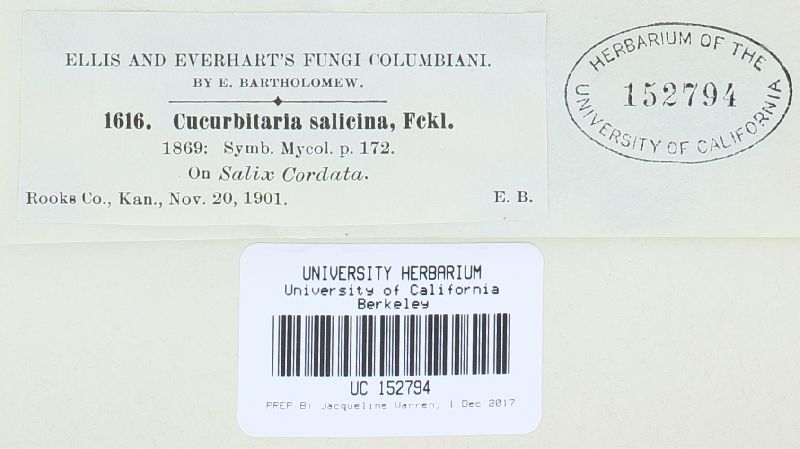 ELLIS AND EVERHART'S FUNGI COLUMBIANI.
BY E. BARTHOLOMEW.
1616. Cucurbitaria salicina, Fckl.
1869: Symb. Mycol. p. 172.
On Salix Cordata.
Rooks Co., Kan., Nov. 20, 1901. E. B.
HERBARIUM OF THE
152794
UNIVERSITY OF CALIFORNIA
UNIVERSITY HERBARIUM
University of California
Berkeley
UC 152794
PREP BY Jacqueline Warren, 1 Dec 2017